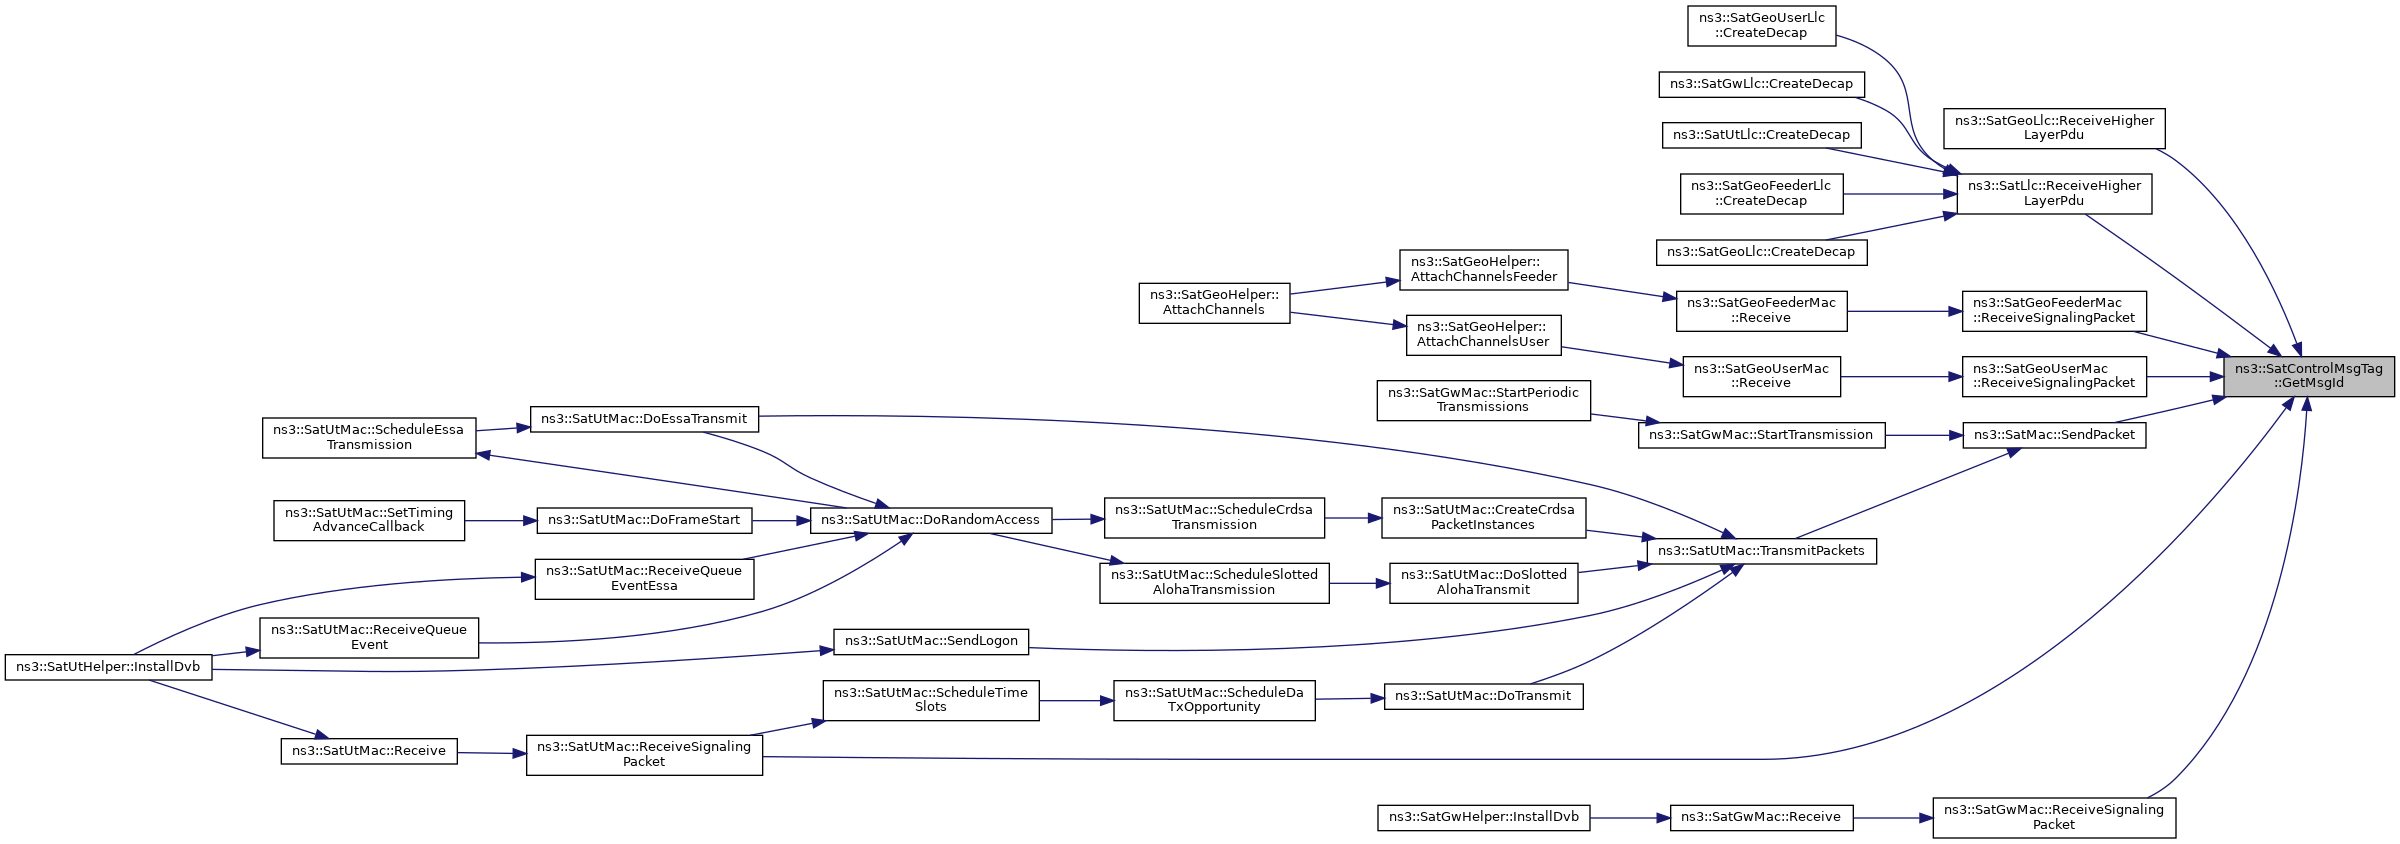 ns3::SatGeoUserLlc
::CreateDecap
ns3::SatGwLlc::CreateDecap
ns3::SatGeoLlc::ReceiveHigher
LayerPdu
ns3::SatUtLlc::CreateDecap
ns3::SatGeoFeederLlc
::CreateDecap
ns3::SatLlc::ReceiveHigher
LayerPdu
ns3::SatGeoLlc::CreateDecap
ns3::SatGeoHelper::
AttachChannelsFeeder
ns3::SatGeoHelper::
AttachChannels
ns3::SatGeoFeederMac
::Receive
ns3::SatGeoFeederMac
::ReceiveSignalingPacket
ns3::SatGeoHelper::
AttachChannelsUser
ns3::SatGeoUserMac
::Receive
ns3::SatGeoUserMac
::ReceiveSignalingPacket
ns3::SatControlMsgTag
::GetMsgId
ns3::SatGwMac::StartPeriodic
Transmissions
ns3::SatUtMac::ScheduleEssa
Transmission
ns3::SatUtMac::DoEssaTransmit
ns3::SatGwMac::StartTransmission
ns3::SatMac::SendPacket
ns3::SatUtMac::SetTiming
AdvanceCallback
ns3::SatUtMac::DoFrameStart
ns3::SatUtMac::DoRandomAccess
ns3::SatUtMac::ScheduleCrdsa
Transmission
ns3::SatUtMac::CreateCrdsa
PacketInstances
ns3::SatUtMac::TransmitPackets
ns3::SatUtMac::ReceiveQueue
EventEssa
ns3::SatUtMac::ScheduleSlotted
AlohaTransmission
ns3::SatUtMac::DoSlotted
AlohaTransmit
ns3::SatUtMac::ReceiveQueue
Event
ns3::SatUtMac::SendLogon
ns3::SatUtHelper::InstallDvb
ns3::SatUtMac::ScheduleTime
Slots
ns3::SatUtMac::ScheduleDa
TxOpportunity
ns3::SatUtMac::DoTransmit
ns3::SatUtMac::Receive
ns3::SatUtMac::ReceiveSignaling
Packet
ns3::SatGwHelper::InstallDvb
ns3::SatGwMac::Receive
ns3::SatGwMac::ReceiveSignaling
Packet